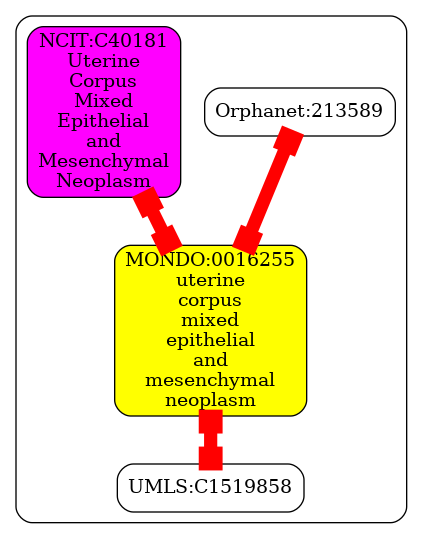 NCIT:C40181
Uterine
Corpus
Mixed
Epithelial
and
Mesenchymal
Neoplasm
Orphanet:213589
MONDO:0016255
uterine
corpus
mixed
epithelial
and
mesenchymal
neoplasm
UMLS:C1519858